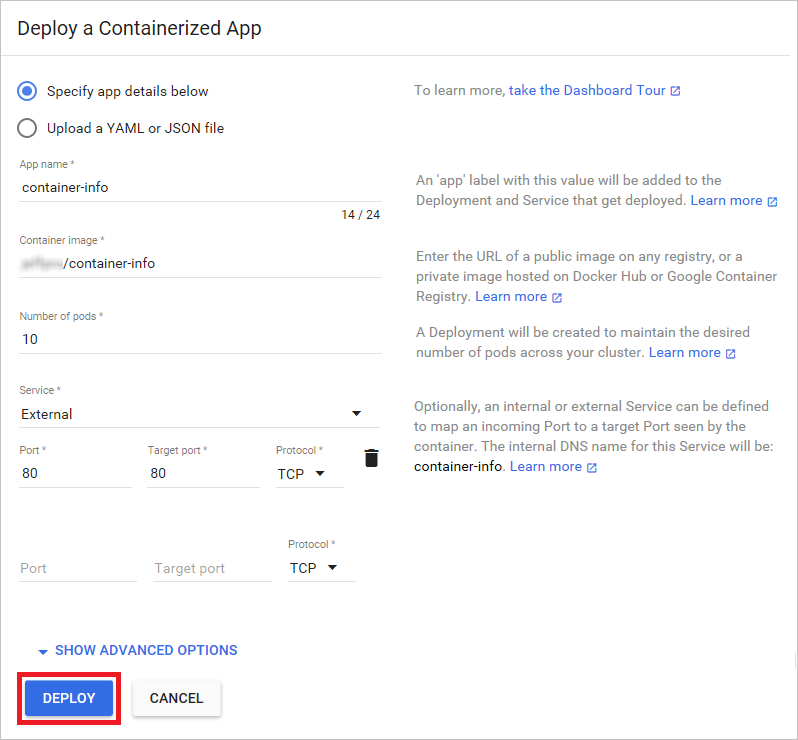 Deploy a Containerized App
Specify app details below
To learn more, take the Dashboard Tour
Upload a YAML or JSON file
App name *
container-info
14 / 24
An 'app' label with this value will be added to the
Deployment and Service that get deployed. Learn more
Container image *
/container-info
Enter the URL of a public image on any registry, or a
private image hosted on Docker Hub or Google Container
Registry. Learn more
Number of pods *
10
A Deployment will be created to maintain the desired
number of pods across your cluster. Learn more
Service *
External
Optionally, an internal or external Service can be defined
to map an incoming Port to a target Port seen by the
container. The internal DNS name for this Service will be:
container-info. Learn more
Port * Target port * Protocol *
80 80 TCP
Protocol *
Port Target port TCP
SHOW ADVANCED OPTIONS
DEPLOY CANCEL